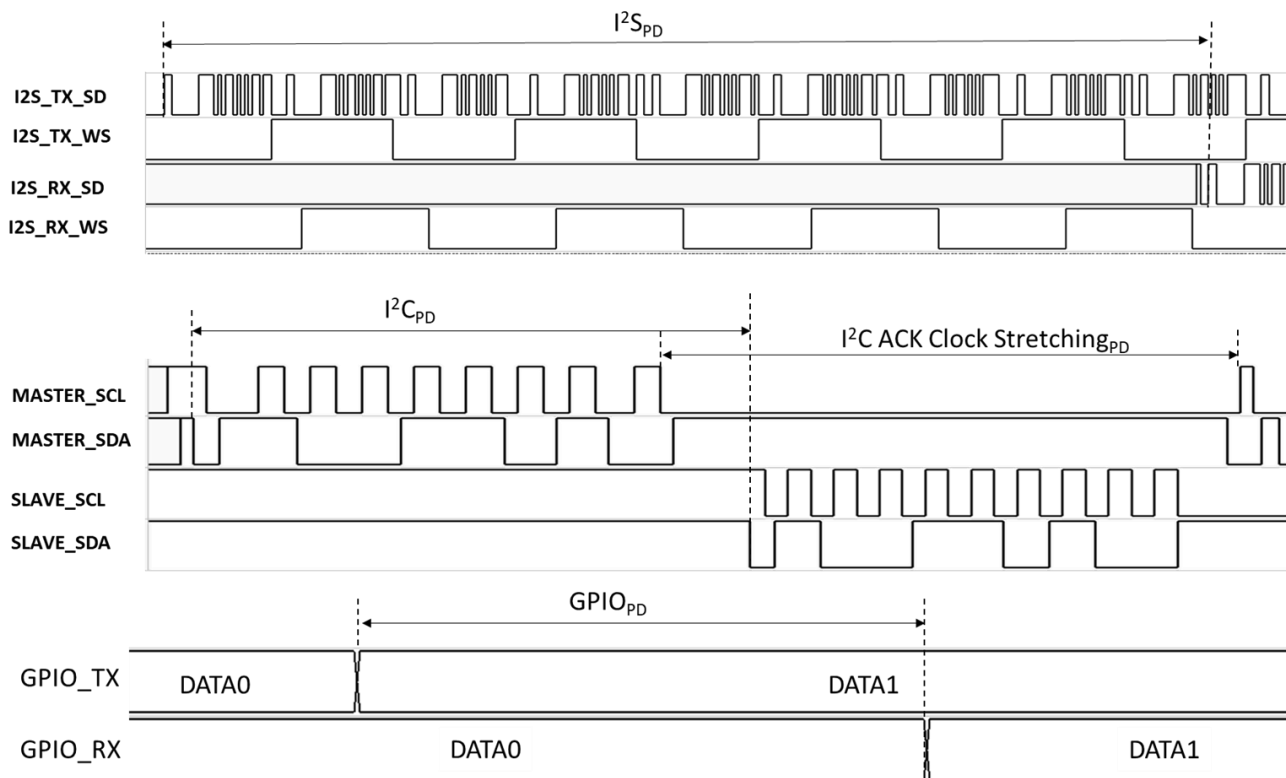 I²S_PD
I2S_TX_SD
I2S_TX_WS
I2S_RX_SD
I2S_RX_WS
I²C_PD
I²C ACK Clock Stretching_PD
MASTER_SCL
MASTER_SDA
SLAVE_SCL
SLAVE_SDA
GPIO_PD
GPIO_TX DATA0 DATA1
GPIO_RX DATA0 DATA1